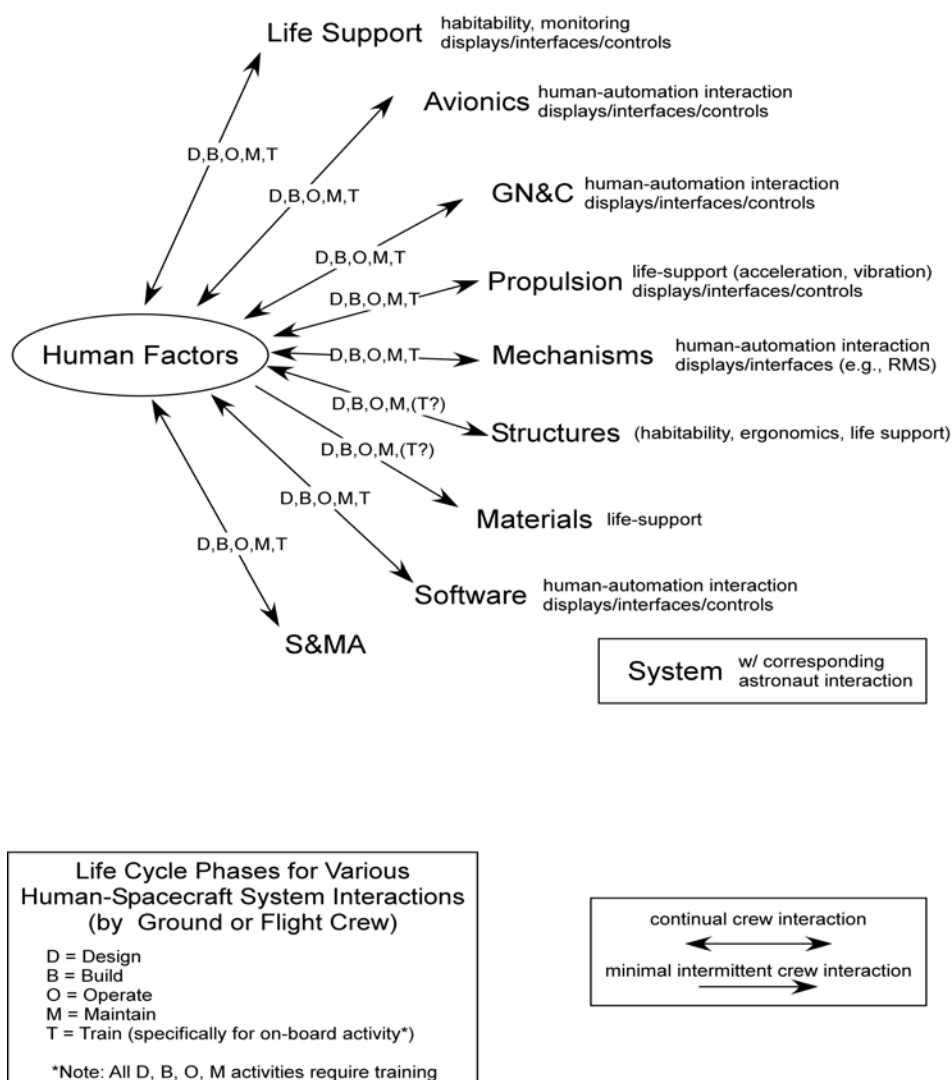 Life Support
habitability, monitoring
displays/interfaces/controls
D,B,O,M,T
Avionics
human-automation interaction
displays/interfaces/controls
D,B,O,M,T
GN&C
human-automation interaction
displays/interfaces/controls
D,B,O,M,T
Propulsion
life-support (acceleration, vibration)
displays/interfaces/controls
D,B,O,M,T
Human Factors
D,B,O,M,T
Mechanisms
human-automation interaction
displays/interfaces (e.g., RMS)
D,B,O,M,(T?)
Structures
(habitability, ergonomics, life support)
D,B,O,M,(T?)
Materials
life-support
D,B,O,M,T
Software
human-automation interaction
displays/interfaces/controls
D,B,O,M,T
S&MA
System
w/ corresponding
astronaut interaction
Life Cycle Phases for Various
Human-Spacecraft System Interactions
(by Ground or Flight Crew)
D = Design
B = Build
O = Operate
M = Maintain
T = Train (specifically for on-board activity*)
*Note: All D, B, O, M activities require training
continual crew interaction
minimal intermittent crew interaction